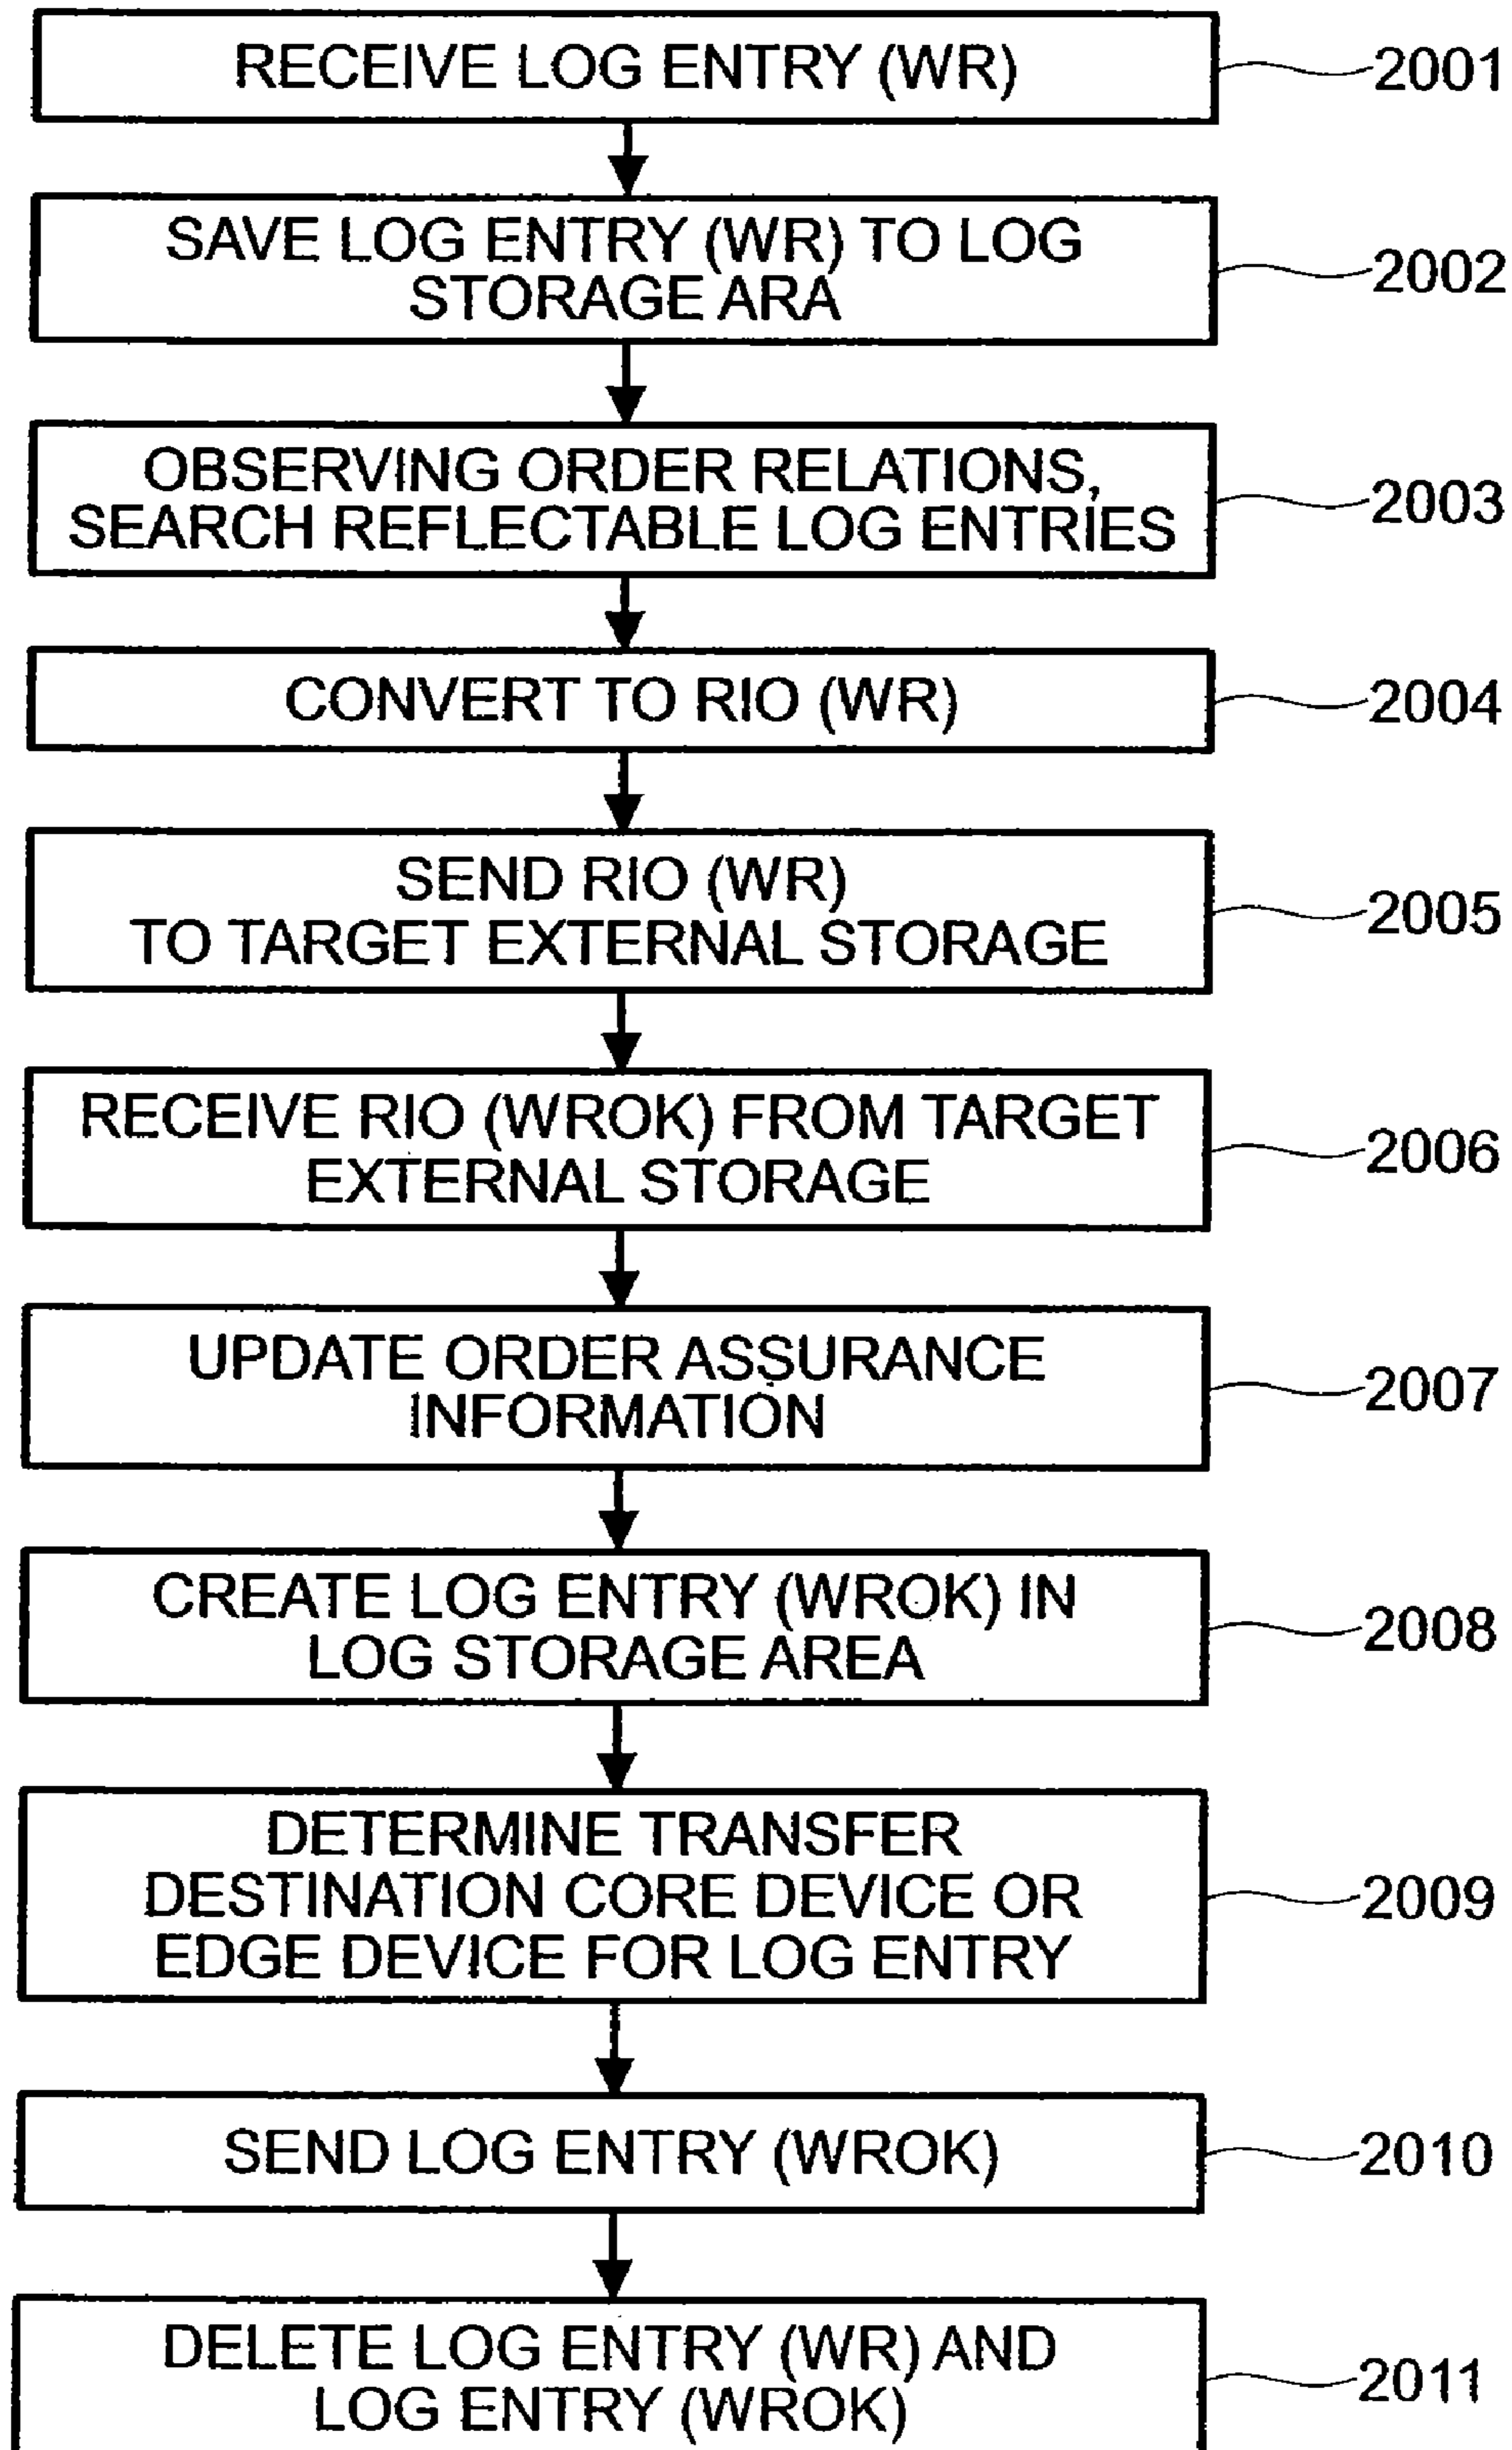 RECEIVE LOG ENTRY (WR)
2001
SAVE LOG ENTRY (WR) TO LOG
STORAGE ARA
2002
OBSERVING ORDER RELATIONS,
SEARCH REFLECTABLE LOG ENTRIES
2003
CONVERT TO RIO (WR)
2004
SEND RIO (WR)
TO TARGET EXTERNAL STORAGE
2005
RECEIVE RIO (WROK) FROM TARGET
EXTERNAL STORAGE
2006
UPDATE ORDER ASSURANCE
INFORMATION
2007
CREATE LOG ENTRY (WROK) IN
LOG STORAGE AREA
2008
DETERMINE TRANSFER
DESTINATION CORE DEVICE OR
EDGE DEVICE FOR LOG ENTRY
2009
SEND LOG ENTRY (WROK)
2010
DELETE LOG ENTRY (WR) AND
LOG ENTRY (WROK)
2011